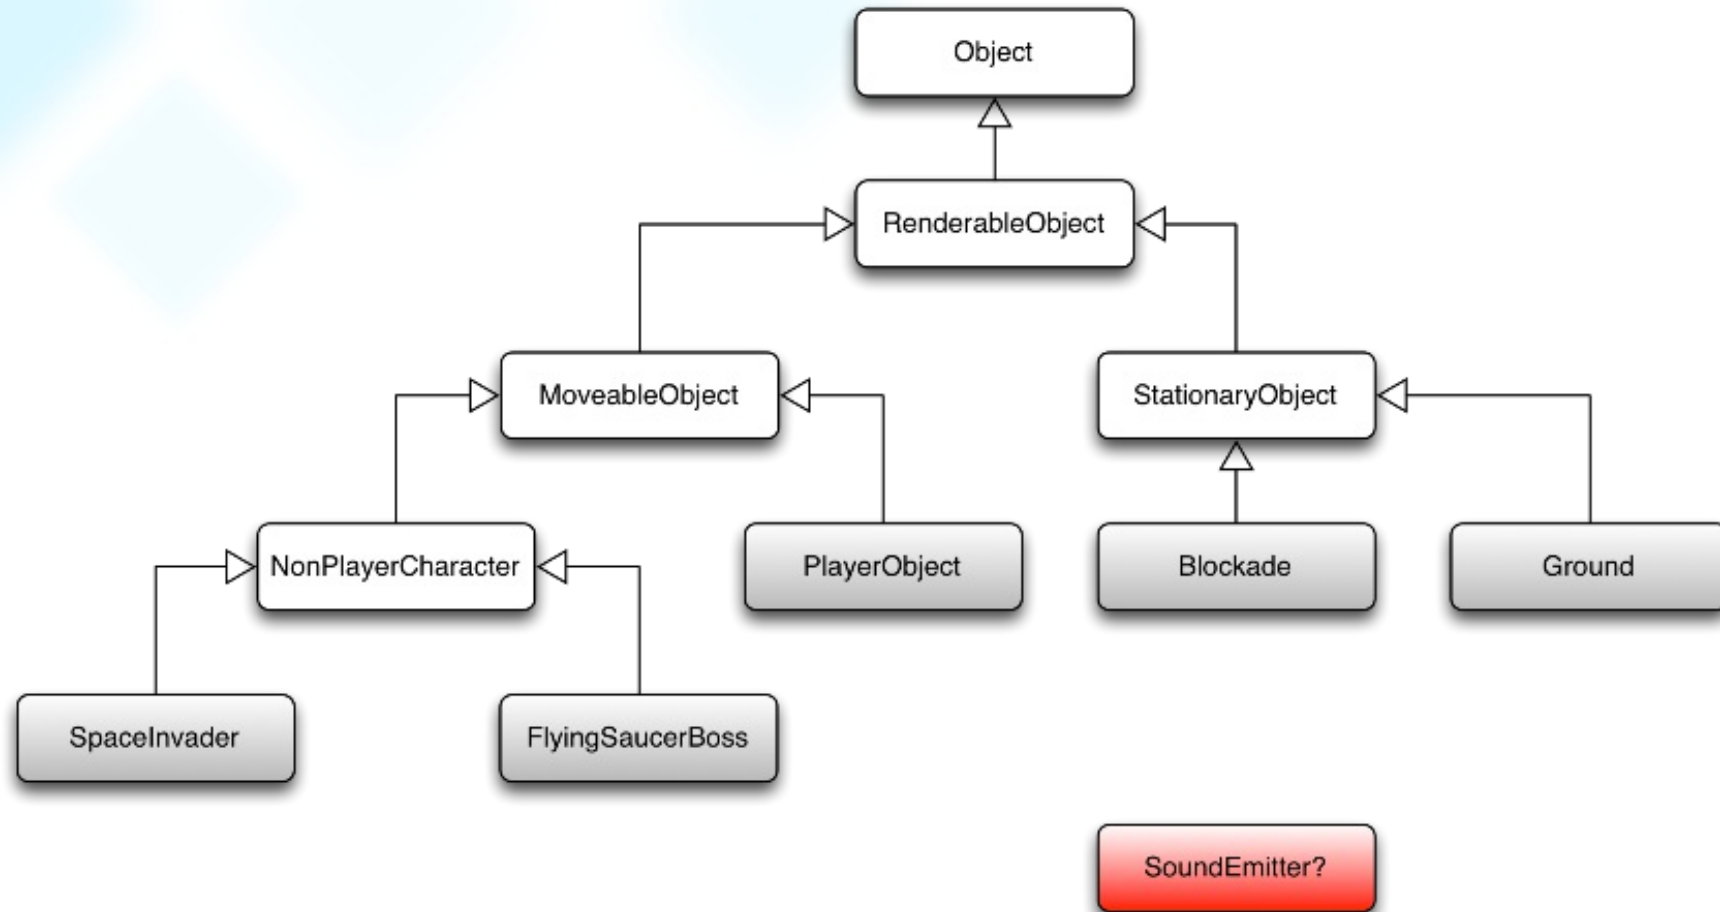 Object
RenderableObject
MoveableObject
StationaryObject
NonPlayerCharacter
PlayerObject
Blockade
Ground
SpaceInvader
FlyingSaucerBoss
SoundEmitter?